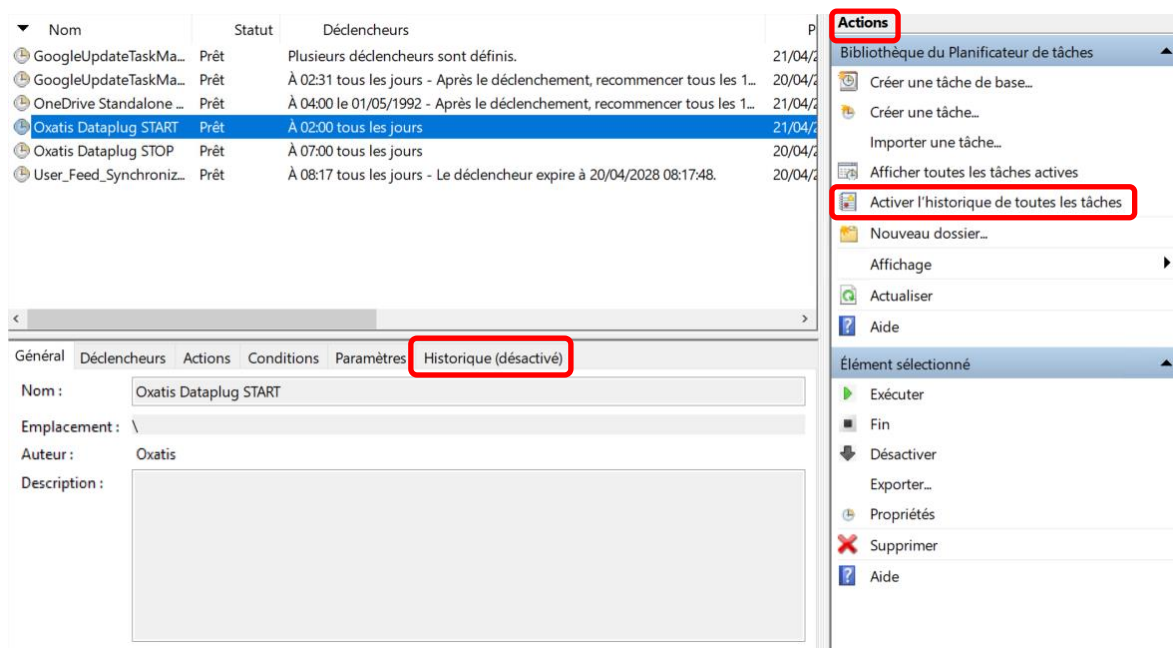 Nom Statut Déclencheurs P
GoogleUpdateTaskMa... Prêt Plusieurs déclencheurs sont définis. 21/04/2
GoogleUpdateTaskMa... Prêt À 02:31 tous les jours - Après le déclenchement, recommencer tous les 1... 20/04/2
OneDrive Standalone ... Prêt À 04:00 le 01/05/1992 - Après le déclenchement, recommencer tous les 1... 21/04/2
Oxatis Dataplug START Prêt À 02:00 tous les jours 21/04/2
Oxatis Dataplug STOP Prêt À 07:00 tous les jours 20/04/2
User_Feed_Synchroniz... Prêt À 08:17 tous les jours - Le déclencheur expire à 20/04/2028 08:17:48. 20/04/2
Général Déclencheurs Actions Conditions Paramètres Historique (désactivé)
Nom : Oxatis Dataplug START
Emplacement : \
Auteur : Oxatis
Description :
Actions
Bibliothèque du Planificateur de tâches
Créer une tâche de base...
Créer une tâche...
Importer une tâche...
Afficher toutes les tâches actives
Activer l'historique de toutes les tâches
Nouveau dossier...
Affichage
Actualiser
Aide
Élément sélectionné
Exécuter
Fin
Désactiver
Exporter...
Propriétés
Supprimer
Aide